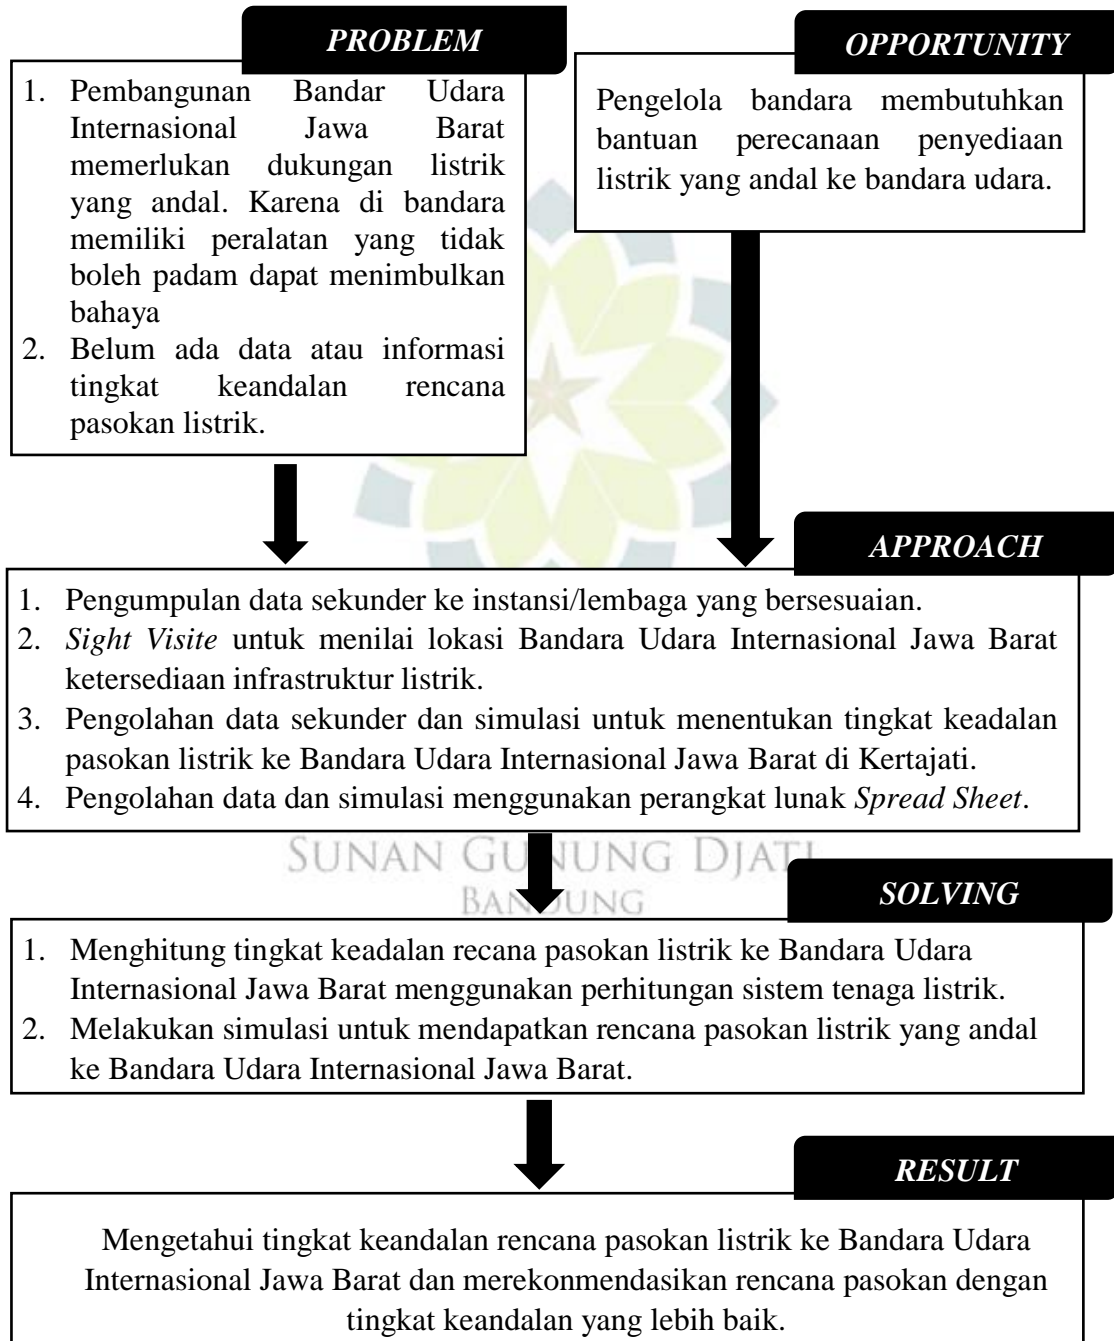 PROBLEM
1. Pembangunan Bandar Udara
Internasional Jawa Barat
memerlukan dukungan listrik
yang andal. Karena di bandara
memiliki peralatan yang tidak
boleh padam dapat menimbulkan
bahaya
2. Belum ada data atau informasi
tingkat keandalan rencana
pasokan listrik.
OPPORTUNITY
Pengelola bandara membutuhkan
bantuan perecanaan penyediaan
listrik yang andal ke bandara udara.
APPROACH
1. Pengumpulan data sekunder ke instansi/lembaga yang bersesuaian.
2. Sight Visite untuk menilai lokasi Bandara Udara Internasional Jawa Barat
ketersediaan infrastruktur listrik.
3. Pengolahan data sekunder dan simulasi untuk menentukan tingkat keadalan
pasokan listrik ke Bandara Udara Internasional Jawa Barat di Kertajati.
4. Pengolahan data dan simulasi menggunakan perangkat lunak Spread Sheet.
SUNAN GUNUNG DJATI
BANDUNG
SOLVING
1. Menghitung tingkat keadalan recana pasokan listrik ke Bandara Udara
Internasional Jawa Barat menggunakan perhitungan sistem tenaga listrik.
2. Melakukan simulasi untuk mendapatkan rencana pasokan listrik yang andal
ke Bandara Udara Internasional Jawa Barat.
RESULT
Mengetahui tingkat keandalan rencana pasokan listrik ke Bandara Udara
Internasional Jawa Barat dan merekonmendasikan rencana pasokan dengan
tingkat keandalan yang lebih baik.